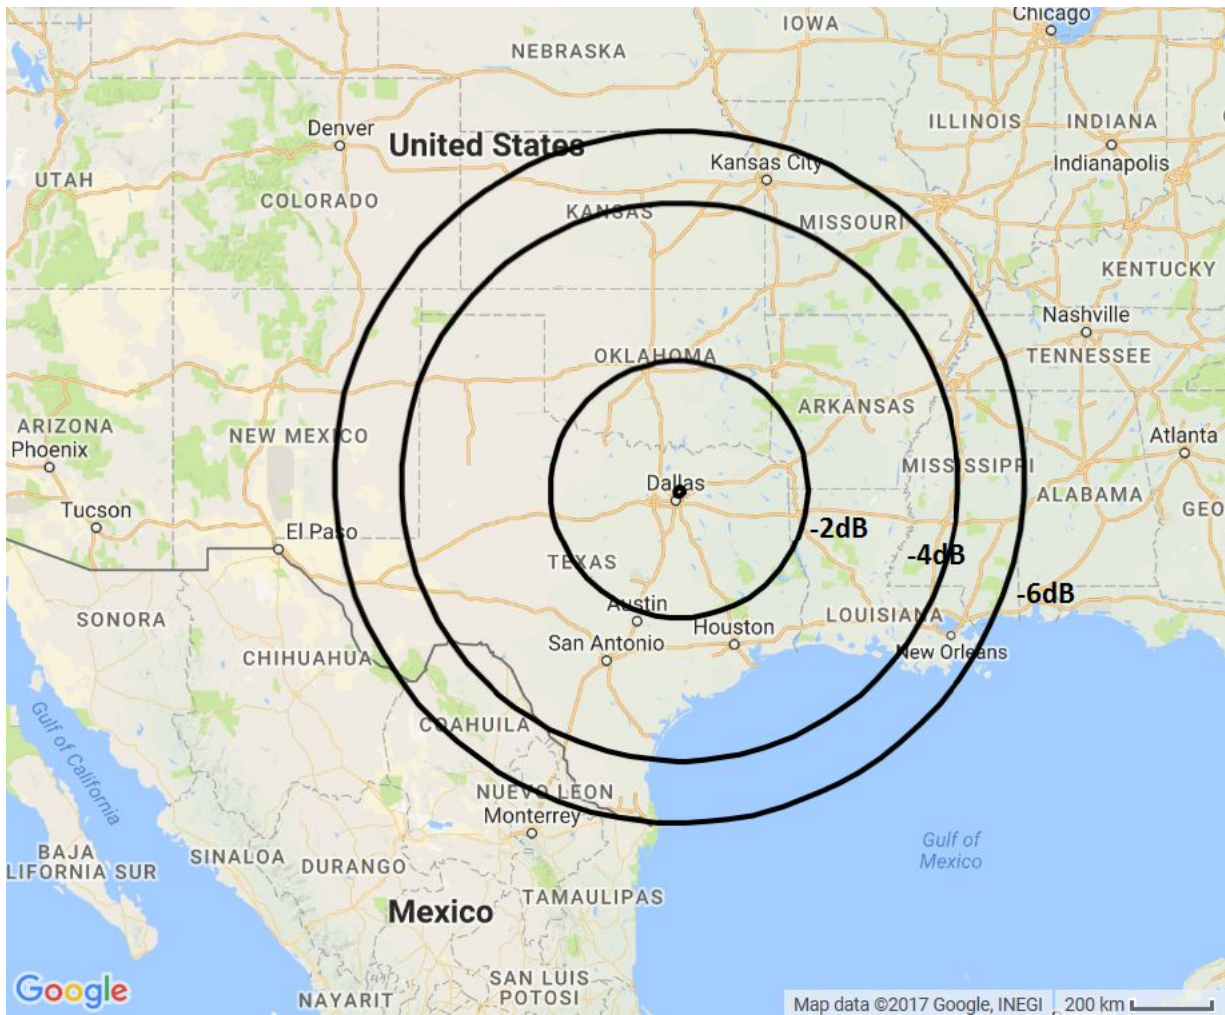 Chicago
IOWA
NEBRASKA
ILLINOIS
INDIANA
Denver
United States
Kansas City
Indianapolis
UTAH
COLORADO
KANSAS
MISSOURI
KENTUCKY
Nashville
OKLAHOMA
TENNESSEE
ARKANSAS
ARIZONA
NEW MEXICO
Phoenix
Atlanta
MISSISSIPPI
Dallas
ALABAMA
Tucson
GEO
El Paso
-2dB
-4dB
TEXAS
-6dB
Austin
SONORA
LOUISIANA
Houston
San Antonio
New Orleans
CHIHUAHUA
COAHUILA
Gulf of California
NUEVO LEON
Monterrey
BAJA
LIFORNIA SUR
SINALOA
DURANGO
Gulf of
Mexico
TAMAULIPAS
Mexico
SAN LUIS
POTOSI
NAYARIT
Google
Map data ©2017 Google, INEGI 200 km